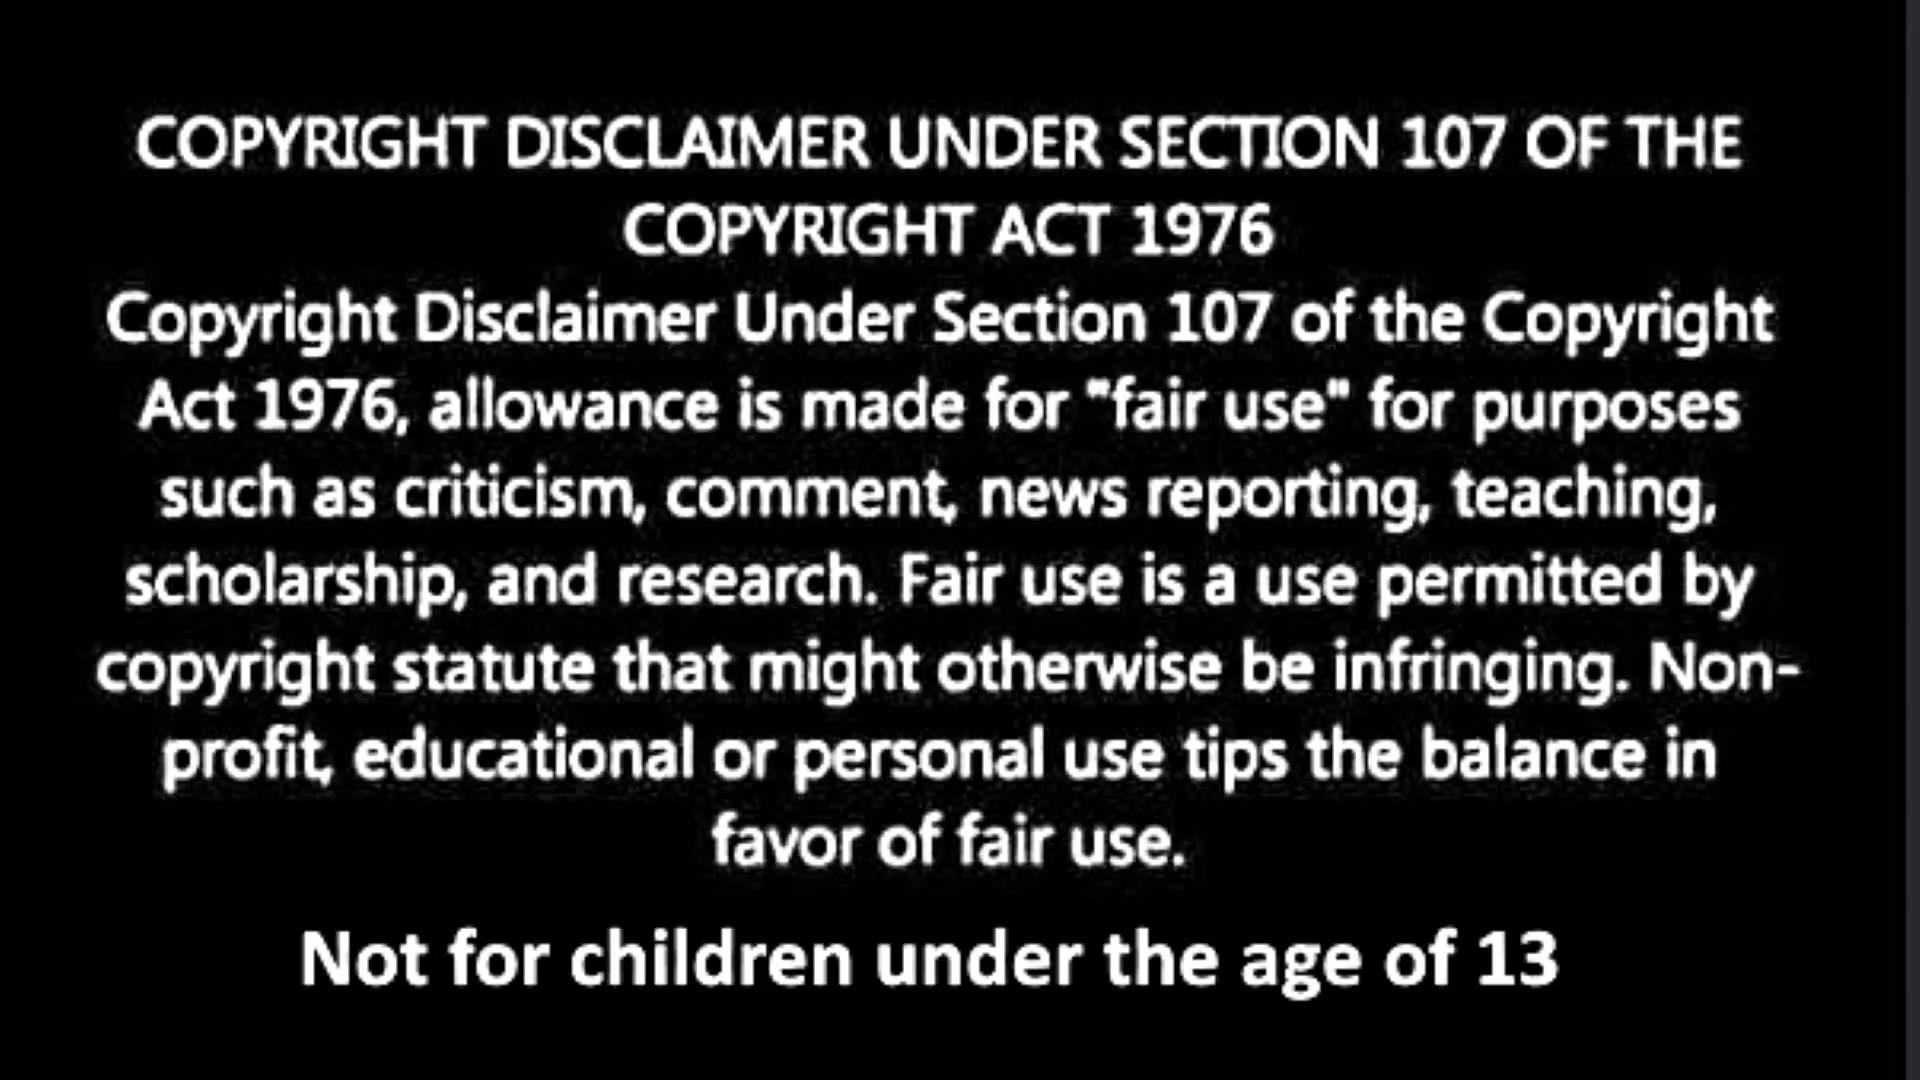 COPYRIGHT DISCLAIMER UNDER SECTION 107 OF THE
COPYRIGHT ACT 1976
Copyright Disclaimer Under Section 107 of the Copyright
Act 1976, allowance is made for "fair use" for purposes
such as criticism, comment, news reporting, teaching,
scholarship, and research. Fair use is a use permitted by
copyright statute that might otherwise be infringing. Non-
profit, educational or personal use tips the balance in
favor of fair use.
Not for children under the age of 13